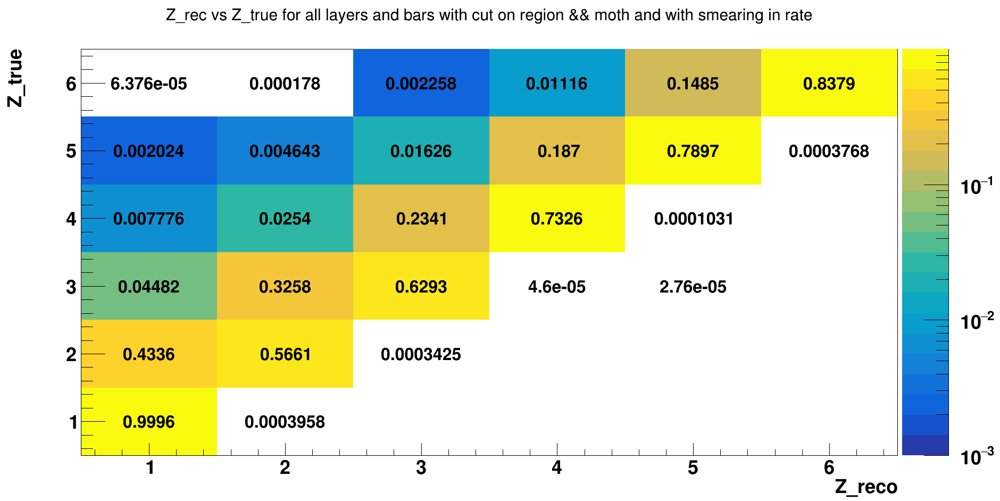 Z_rec vs Z_true for all layers and bars with cut on region && moth and with smearing in rate
Z_true
6 6.376e-05 0.000178 0.002258 0.01116 0.1485 0.8379
5 0.002024 0.004643 0.01626 0.187 0.7897 0.0003768
10⁻¹
4 0.007776 0.0254 0.2341 0.7326 0.0001031
3 0.04482 0.3258 0.6293 4.6e-05 2.76e-05
10⁻²
2 0.4336 0.5661 0.0003425
1 0.9996 0.0003958
10⁻³
1 2 3 4 5 6
Z_reco